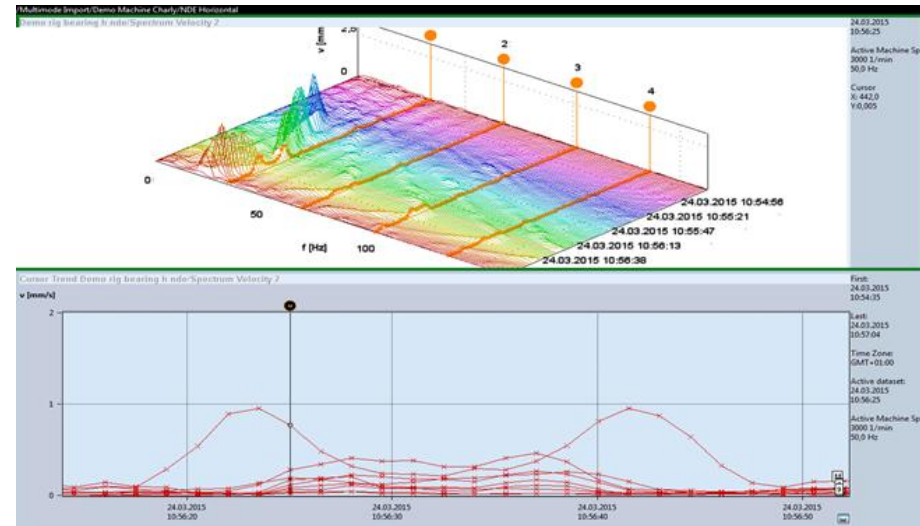 /Multimode Import/Demo Machine Charly/NDE Horizontal
Demo rig bearing h nde/Spectrum Velocity 2
24.03.2015
10:56:25
Active Machine Sp
3000 1/min
50,0 Hz
Cursor
X: 442,0
Y:0,005
v [mm
2,5
0
2
3
4
0
50
100
f [Hz]
24.03.2015 10:54:56
24.03.2015 10:55:21
24.03.2015 10:55:47
24.03.2015 10:56:13
24.03.2015 10:56:38
Cursor Trend Demo rig bearing h nde/Spectrum Velocity 2
v [mm/s]
2
1
0
M
24.03.2015
10:56:20
24.03.2015
10:56:30
24.03.2015
10:56:40
24.03.2015
10:56:50
First:
24.03.2015
10:54:35
Last:
24.03.2015
10:57:04
Time Zone:
GMT+01:00
Active dataset:
24.03.2015
10:56:25
Active Machine Sp
3000 1/min
50,0 Hz